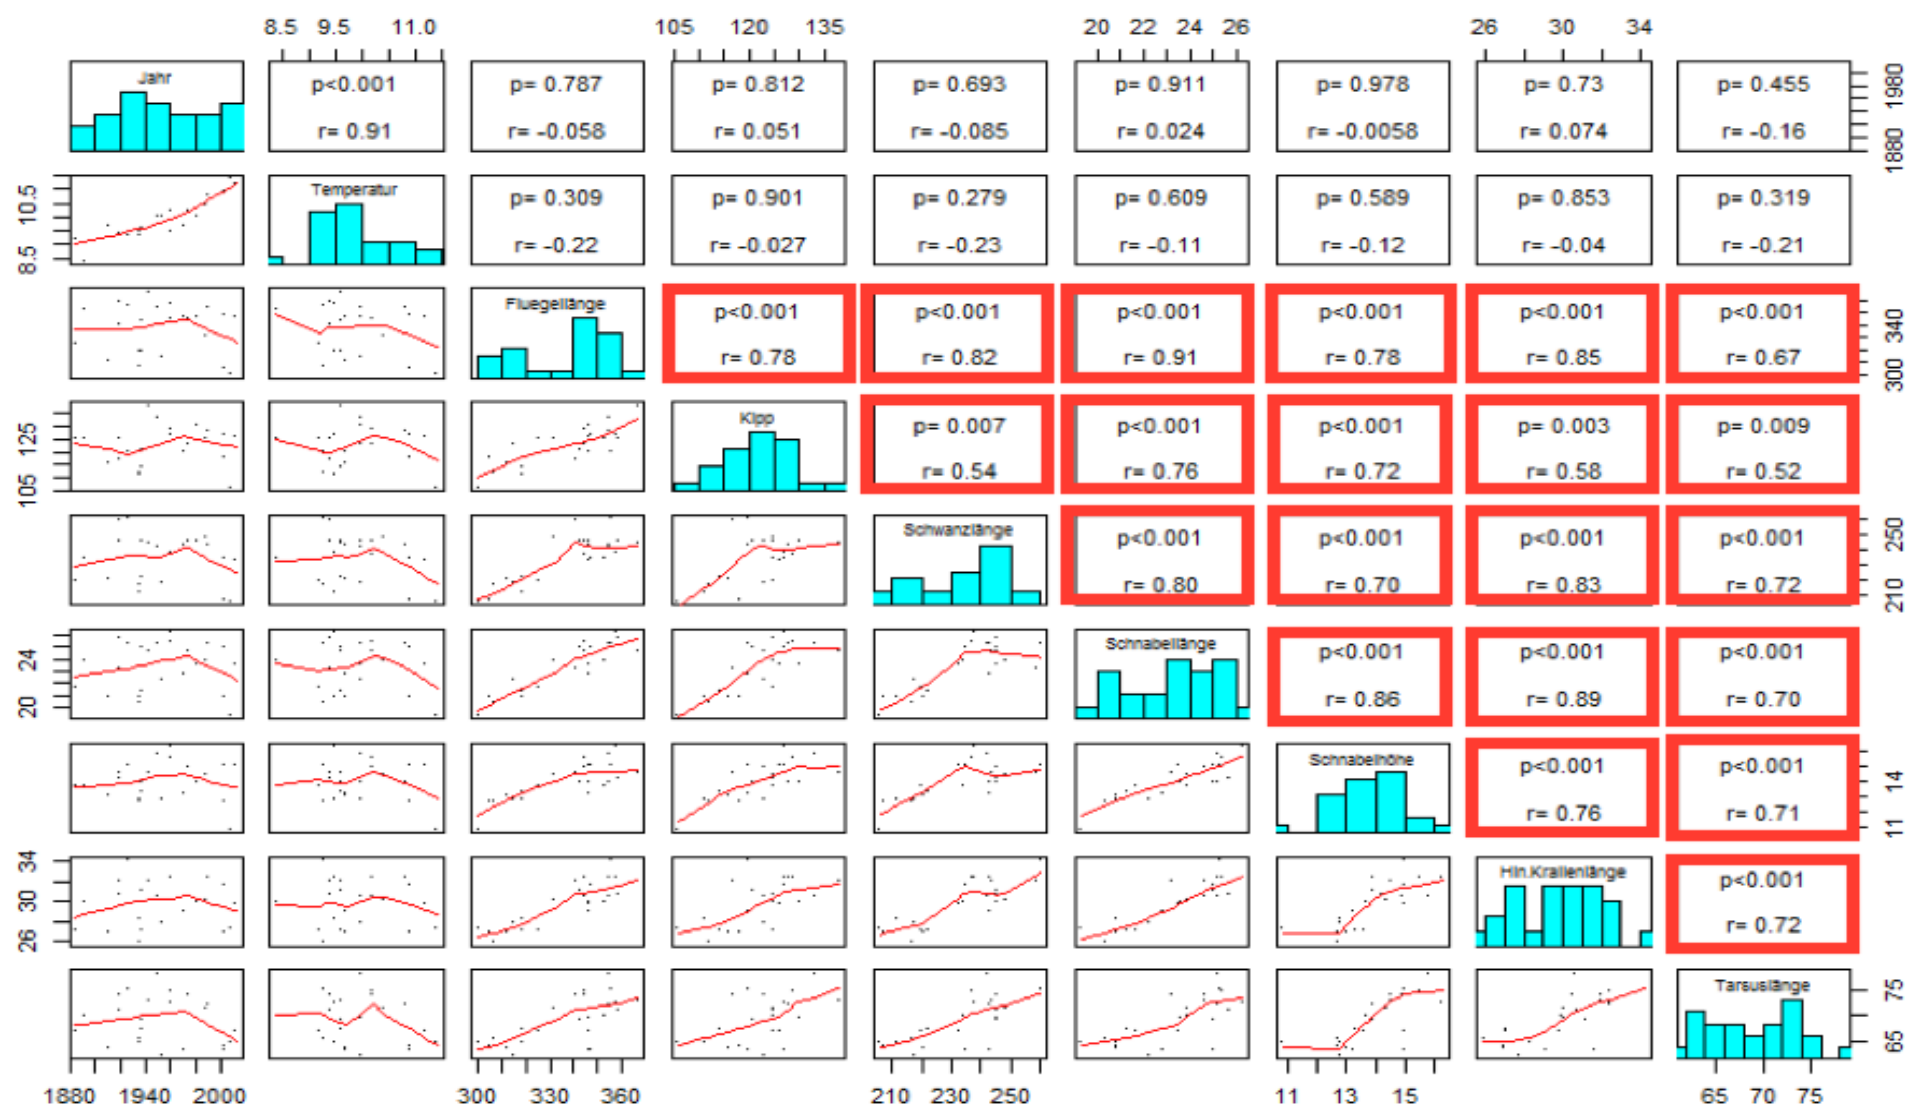 8.5 9.5 11.0 105 120 135 20 22 24 26 26 30 34
Jahr p<0.001 p= 0.787 p= 0.812 p= 0.693 p= 0.911 p= 0.978 p= 0.73 p= 0.455
r= 0.91 r= -0.058 r= 0.051 r= -0.085 r= 0.024 r= -0.0058 r= 0.074 r= -0.16
1880 1980
8.5 10.5
Temperatur p= 0.309 p= 0.901 p= 0.279 p= 0.609 p= 0.589 p= 0.853 p= 0.319
r= -0.22 r= -0.027 r= -0.23 r= -0.11 r= -0.12 r= -0.04 r= -0.21
Fluegellänge p<0.001 p<0.001 p<0.001 p<0.001 p<0.001 p<0.001
r= 0.78 r= 0.82 r= 0.91 r= 0.78 r= 0.85 r= 0.67
300 340
105 125
Kipp p= 0.007 p<0.001 p<0.001 p= 0.003 p= 0.009
r= 0.54 r= 0.76 r= 0.72 r= 0.58 r= 0.52
Schwanzlänge p<0.001 p<0.001 p<0.001 p<0.001
r= 0.80 r= 0.70 r= 0.83 r= 0.72
210 250
20 24
Schnabellänge p<0.001 p<0.001 p<0.001
r= 0.86 r= 0.89 r= 0.70
Schnabelhöhe p<0.001 p<0.001
r= 0.76 r= 0.71
11 14
26 30 34
Hin.Krallenlänge p<0.001
r= 0.72
Tarsuslänge
65 75
1880 1940 2000 300 330 360 210 230 250 11 13 15 65 70 75